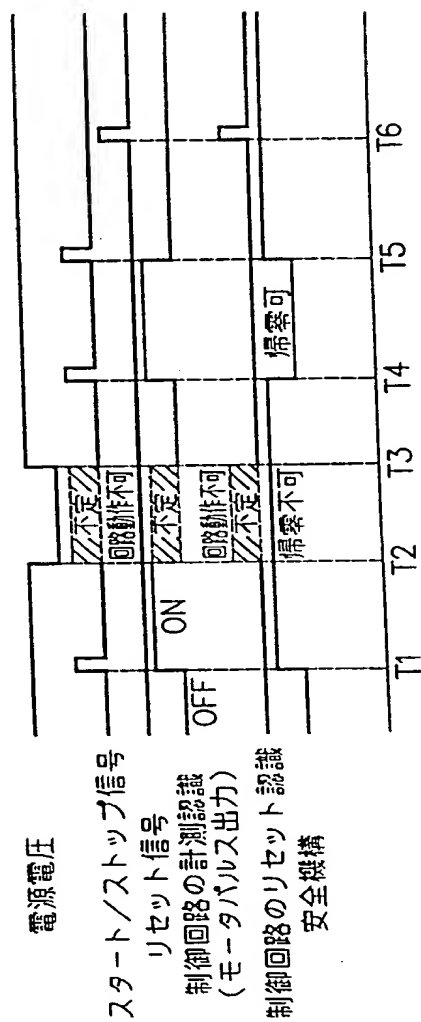 電源電圧
スタート/ストップ信号
リセット信号
制御回路の計測認識
(モータパルス出力)
制御回路のリセット認識
安全機構
不定
回路動作不可
OFF
ON
不定
回路動作不可
不定
帰零不可
帰零可
T1
T2
T3
T4
T5
T6